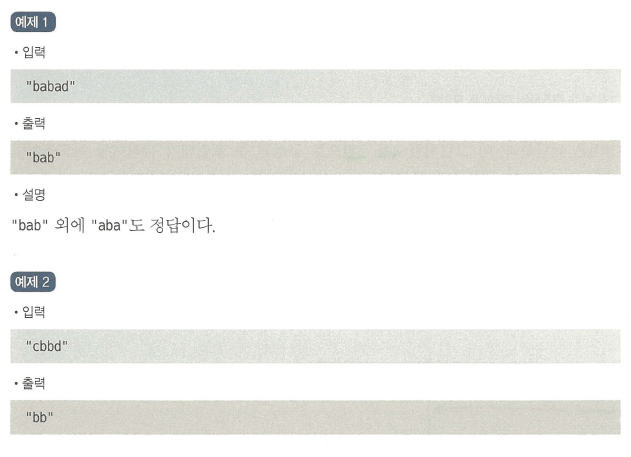 예제 1
• 입력
"babad"
• 출력
"bab"
• 설명
"bab" 외에 "aba"도 정답이다.
예제 2
• 입력
"cbbd"
• 출력
"bb"